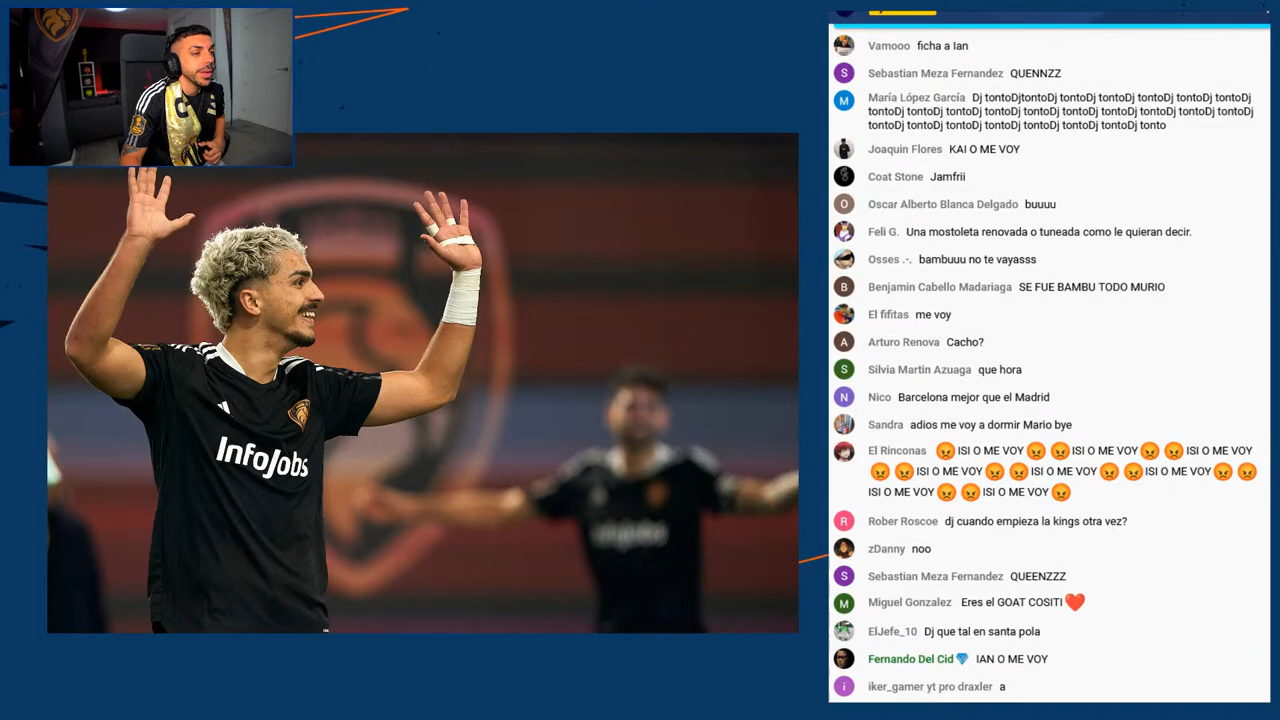 Vamooo ficha a Ian
Sebastian Meza Fernandez QUENNZZ
María López García Dj tontoDjtontoDj tontoDj tontoDj tontoDj tontoDj tontoDj
tontoDj tontoDj tontoDj tontoDj tontoDj tontoDj tontoDj tontoDj tontoDj tontoDj
tontoDj tontoDj tontoDj tontoDj tontoDj tontoDj tontoDj tonto
Joaquin Flores KAI O ME VOY
Coat Stone Jamfrii
Oscar Alberto Blanca Delgado buuuu
Feli G. Una mostoleta renovada o tuneada como le quieran decir.
Osses .-. bambuuu no te vayasss
Benjamin Cabello Madariaga SE FUE BAMBU TODO MURIO
El fifitas me voy
Arturo Renova Cacho?
Silvia Martin Azuaga que hora
Nico Barcelona mejor que el Madrid
Sandra adios me voy a dormir Mario bye
El Rinconas 😡 ISI O ME VOY 😡 😡 ISI O ME VOY 😡 😡 ISI O ME VOY
😡 😡 ISI O ME VOY 😡 😡 ISI O ME VOY 😡 😡 ISI O ME VOY 😡 😡
ISI O ME VOY 😡 😡 ISI O ME VOY 😡
Rober Roscoe dj cuando empieza la kings otra vez?
zDanny noo
Sebastian Meza Fernandez QUEENZZZ
Miguel Gonzalez Eres el GOAT COSITI ❤️
ElJefe_10 Dj que tal en santa pola
Fernando Del Cid 💎 IAN O ME VOY
iker_gamer yt pro draxler a
InfoJobs